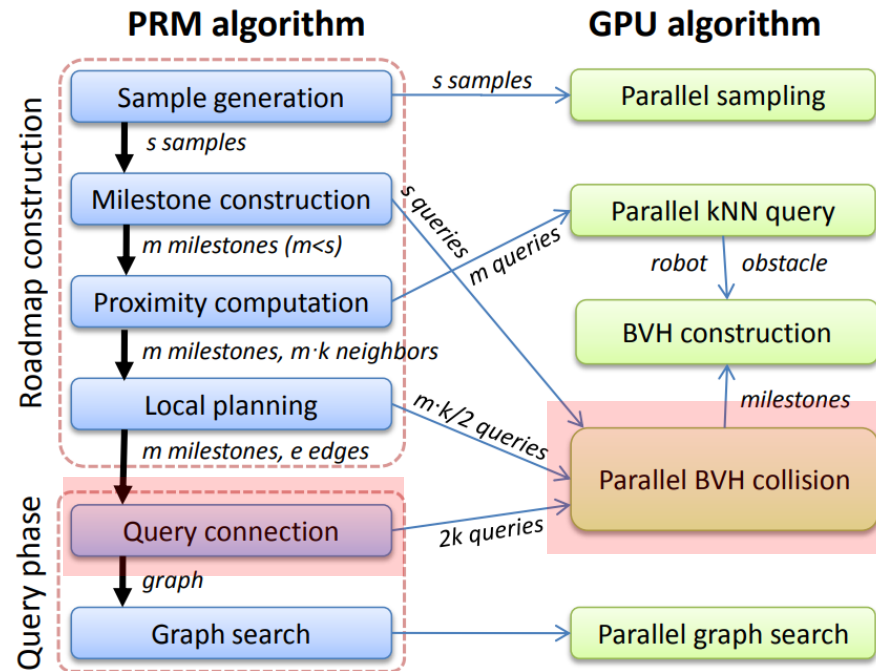 PRM algorithm
GPU algorithm
Roadmap construction
Sample generation
s samples
Parallel sampling
s samples
Milestone construction
s queries
Parallel kNN query
m milestones (m<s)
m queries
robot obstacle
Proximity computation
BVH construction
m milestones, m·k neighbors
milestones
Local planning
m·k/2 queries
m milestones, e edges
Parallel BVH collision
Query phase
Query connection
2k queries
graph
Graph search
Parallel graph search